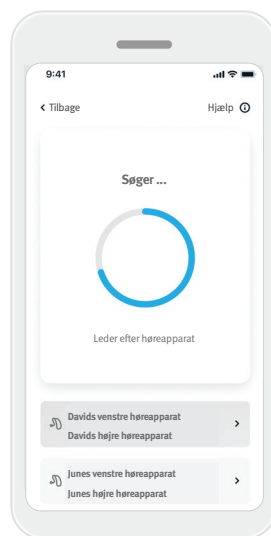 9:41
Tilbage
Hjælp
Søger ...
Leder efter høreapparat
Davids venstre høreapparat
Davids højre høreapparat
Junes venstre høreapparat
Junes højre høreapparat